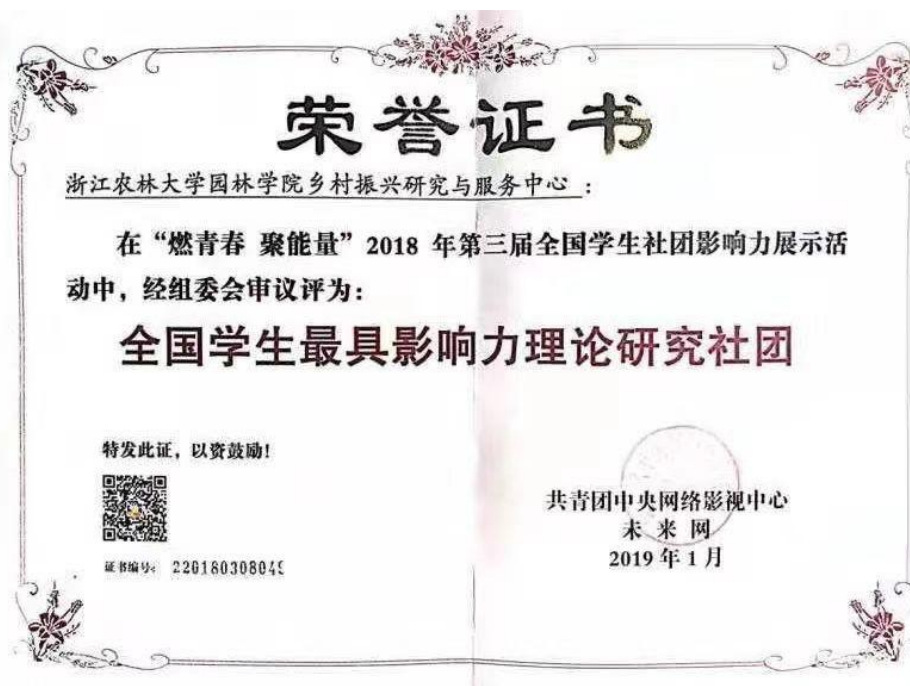 荣誉证书
浙江农林大学园林学院乡村振兴研究与服务中心：
在“燃青春 聚能量”2018 年第三届全国学生社团影响力展示活
动中，经组委会审议评为：
全国学生最具影响力理论研究社团
特发此证，以资鼓励！
共青团中央网络影视中心
未来网
证书编号：
2019 年 1 月